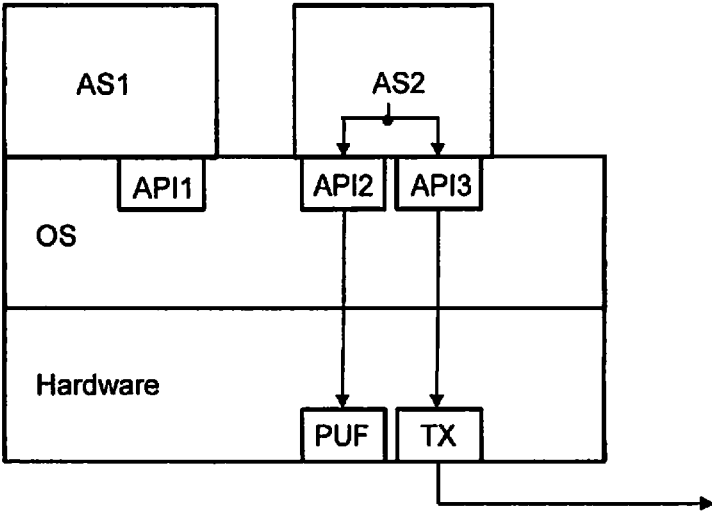 AS1
AS2
API1
API2
API3
OS
Hardware
PUF
TX